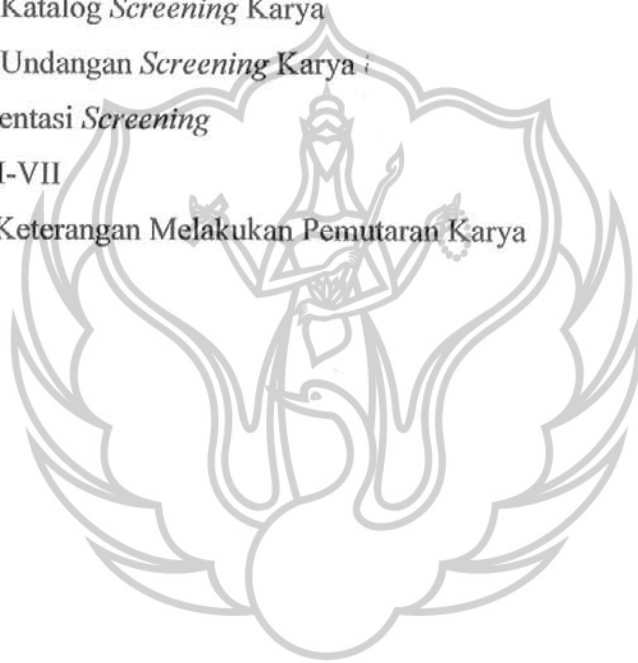 Katalog Screening Karya
Undangan Screening Karya
entasi Screening
I-VII
Keterangan Melakukan Pemutaran Karya